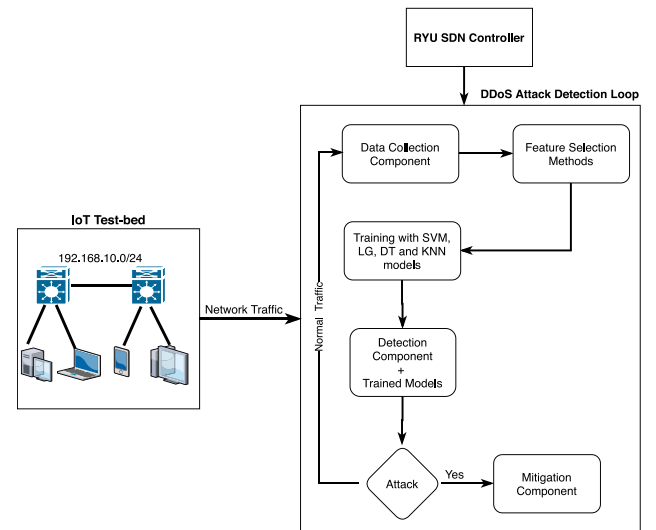 RYU SDN Controller
DDoS Attack Detection Loop
Data Collection
Component
Feature Selection
Methods
IoT Test-bed
192.168.10.0/24
Training with SVM,
LG, DT and KNN
models
Network Traffic
Normal Traffic
Detection
Component
+
Trained Models
Attack
Yes
Mitigation
Component